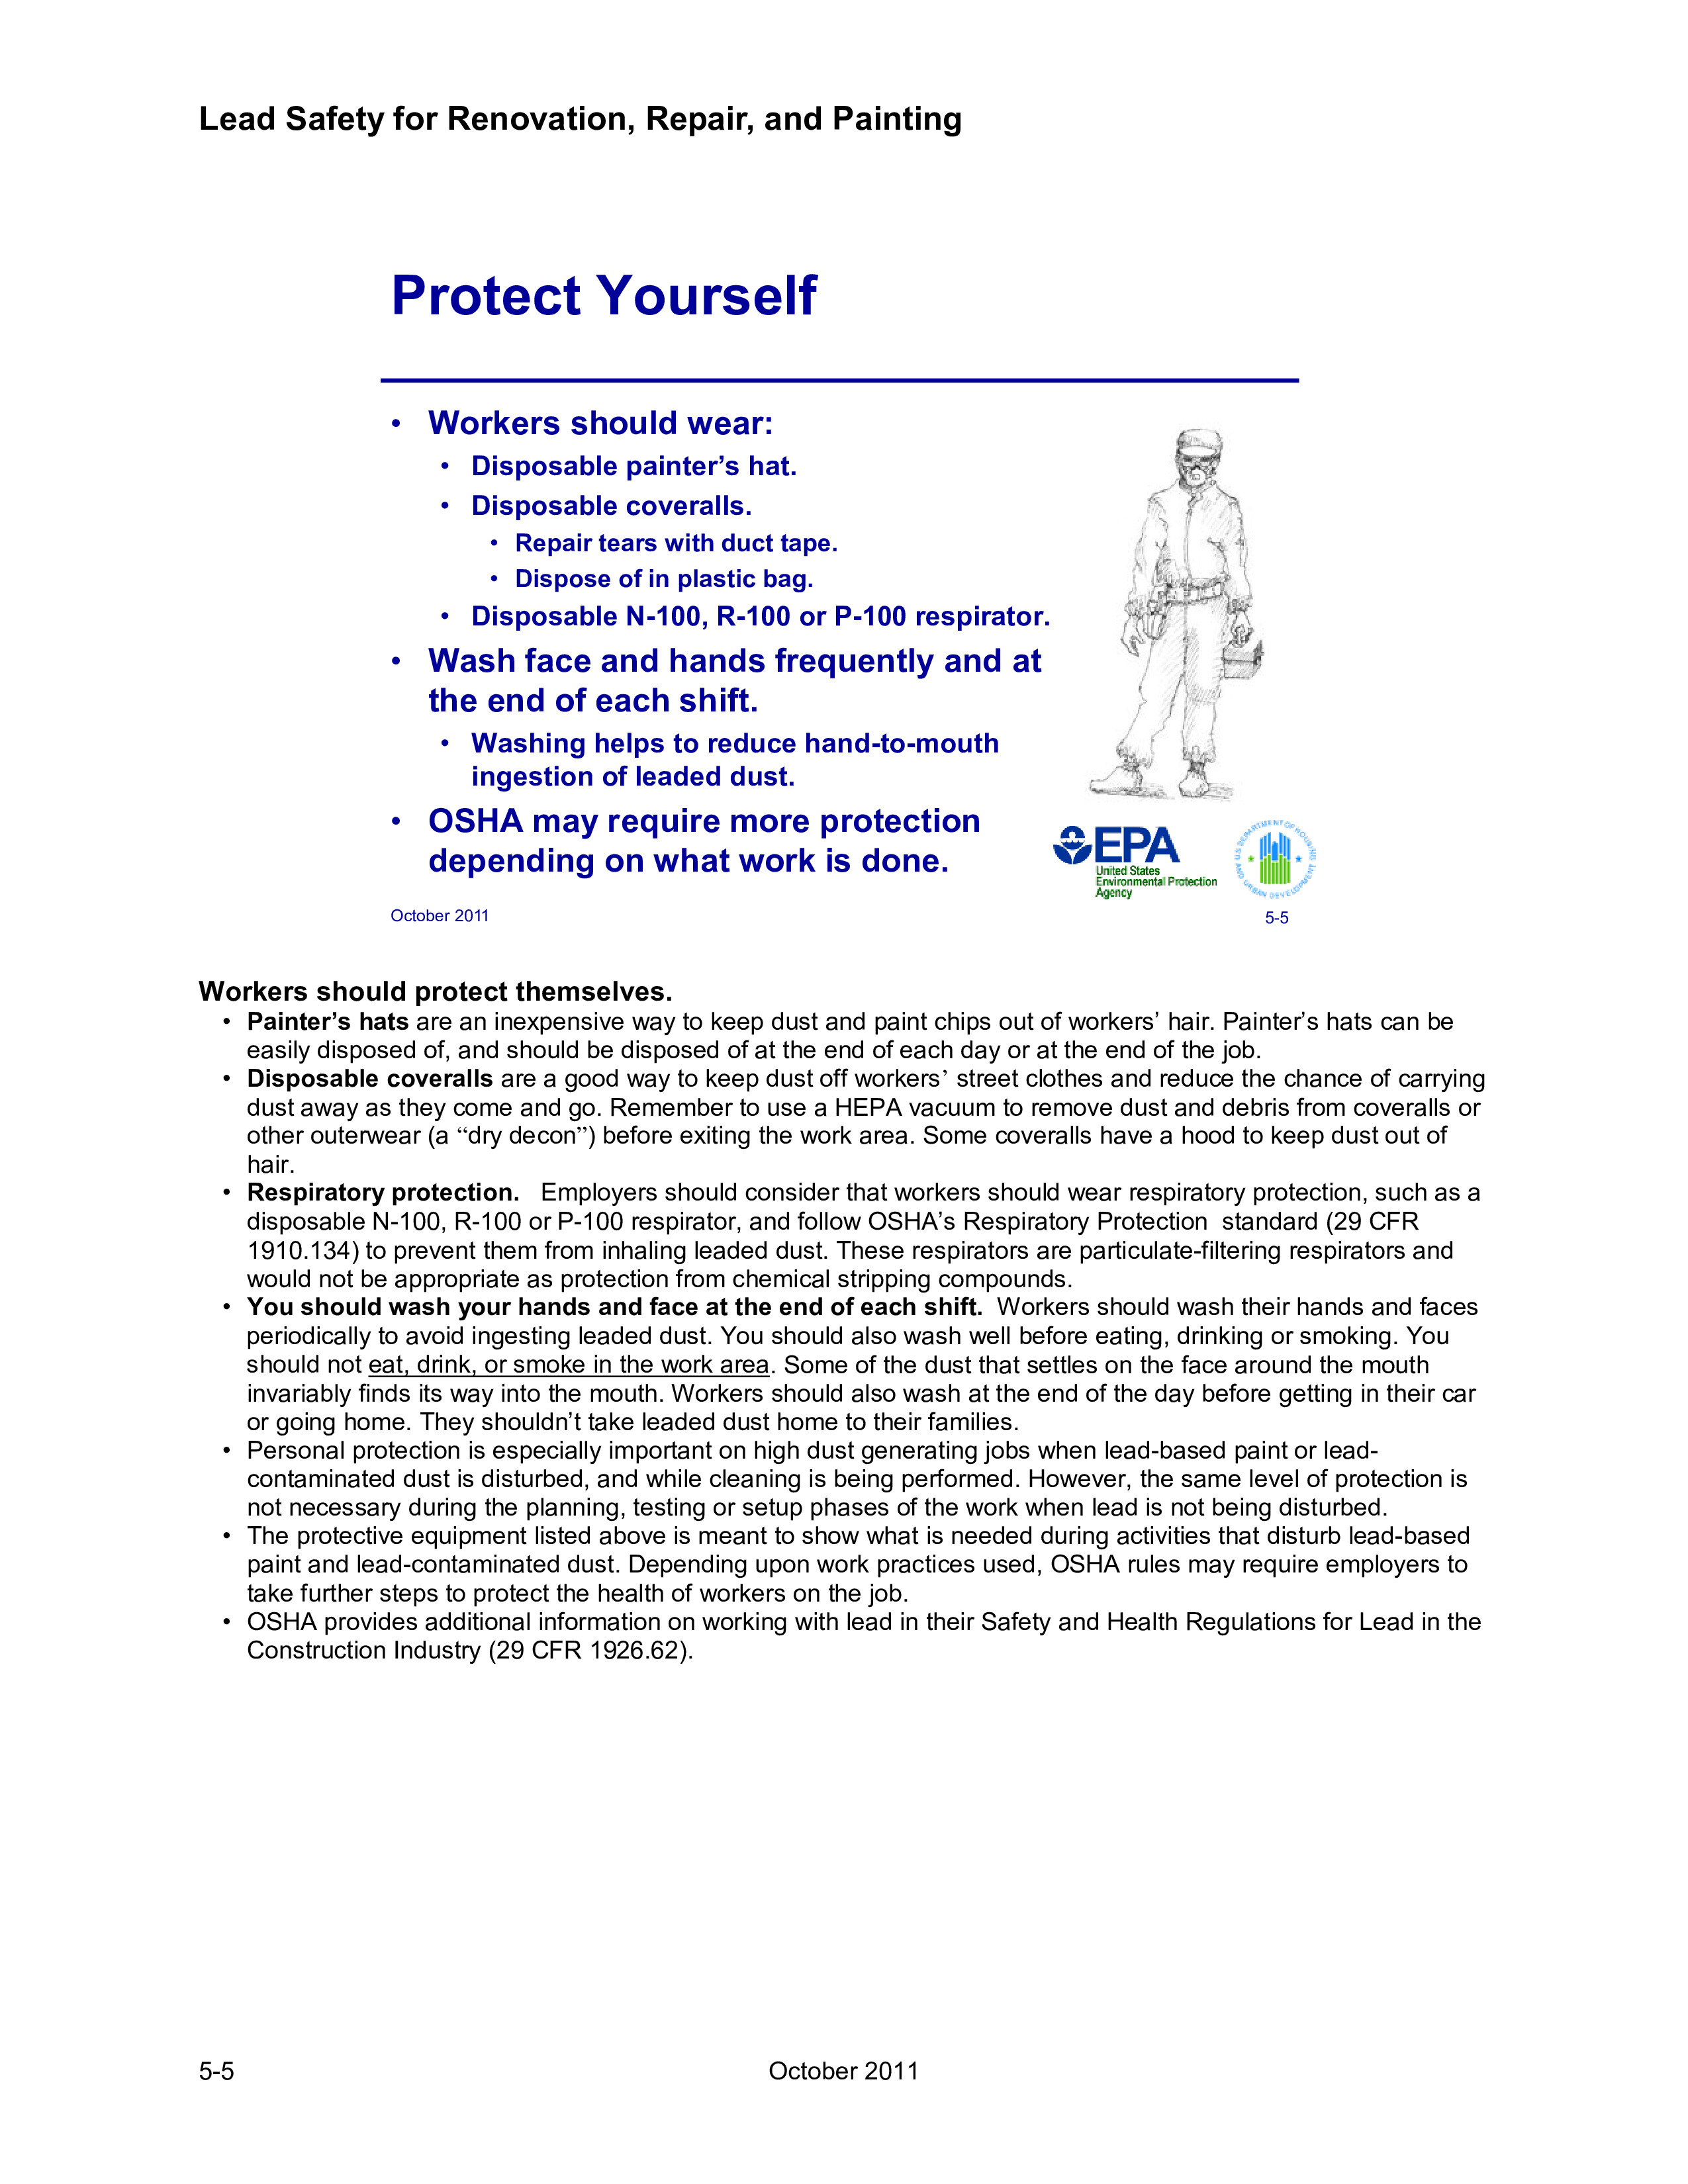 Lead Safety for Renovation, Repair, and Painting
Protect Yourself
• Workers should wear:
• Disposable painter’s hat.
• Disposable coveralls.
• Repair tears with duct tape.
• Dispose of in plastic bag.
• Disposable N-100, R-100 or P-100 respirator.
• Wash face and hands frequently and at
the end of each shift.
• Washing helps to reduce hand-to-mouth
ingestion of leaded dust.
• OSHA may require more protection
depending on what work is done.
EPA
United States
Environmental Protection
Agency
U.S. DEPARTMENT OF HOUSING AND URBAN DEVELOPMENT
October 2011
5-5
Workers should protect themselves.
• Painter’s hats are an inexpensive way to keep dust and paint chips out of workers’ hair. Painter’s hats can be
easily disposed of, and should be disposed of at the end of each day or at the end of the job.
• Disposable coveralls are a good way to keep dust off workers’ street clothes and reduce the chance of carrying
dust away as they come and go. Remember to use a HEPA vacuum to remove dust and debris from coveralls or
other outerwear (a “dry decon”) before exiting the work area. Some coveralls have a hood to keep dust out of
hair.
• Respiratory protection. Employers should consider that workers should wear respiratory protection, such as a
disposable N-100, R-100 or P-100 respirator, and follow OSHA’s Respiratory Protection standard (29 CFR
1910.134) to prevent them from inhaling leaded dust. These respirators are particulate-filtering respirators and
would not be appropriate as protection from chemical stripping compounds.
• You should wash your hands and face at the end of each shift. Workers should wash their hands and faces
periodically to avoid ingesting leaded dust. You should also wash well before eating, drinking or smoking. You
should not eat, drink, or smoke in the work area. Some of the dust that settles on the face around the mouth
invariably finds its way into the mouth. Workers should also wash at the end of the day before getting in their car
or going home. They shouldn’t take leaded dust home to their families.
• Personal protection is especially important on high dust generating jobs when lead-based paint or lead-
contaminated dust is disturbed, and while cleaning is being performed. However, the same level of protection is
not necessary during the planning, testing or setup phases of the work when lead is not being disturbed.
• The protective equipment listed above is meant to show what is needed during activities that disturb lead-based
paint and lead-contaminated dust. Depending upon work practices used, OSHA rules may require employers to
take further steps to protect the health of workers on the job.
• OSHA provides additional information on working with lead in their Safety and Health Regulations for Lead in the
Construction Industry (29 CFR 1926.62).
5-5
October 2011